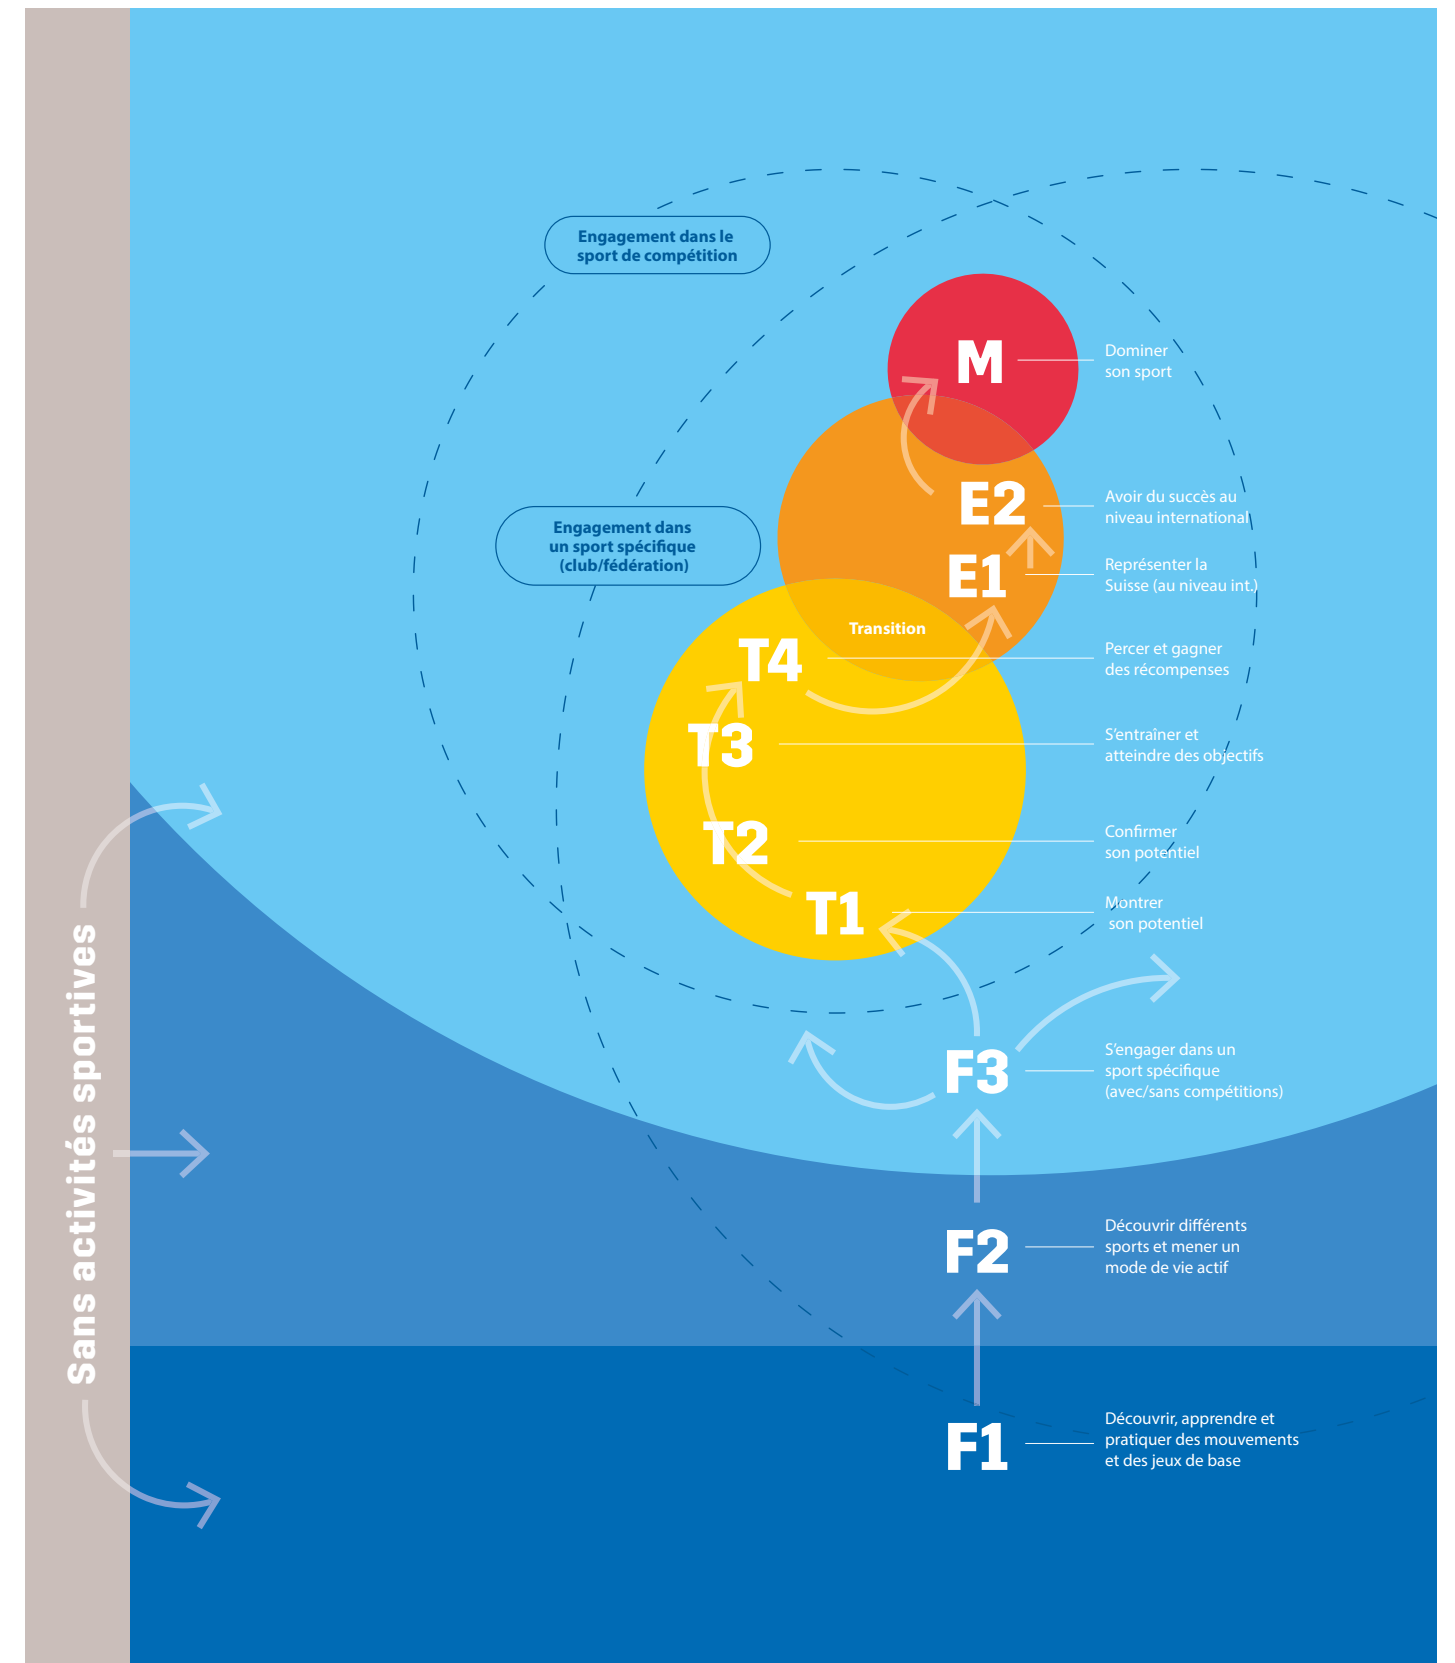 Engagement dans le
sport de compétition
M
Dominer
son sport
E2
Avoir du succès au
niveau international
Engagement dans
un sport spécifique
(club/fédération)
E1
Représenter la
Suisse (au niveau int.)
Transition
T4
Percer et gagner
des récompenses
T3
S'entraîner et
atteindre des objectifs
T2
Confirmer
son potentiel
T1
Montrer
son potentiel
Sans activités sportives
F3
S'engager dans un
sport spécifique
(avec/sans compétitions)
F2
Découvrir différents
sports et mener un
mode de vie actif
F1
Découvrir, apprendre et
pratiquer des mouvements
et des jeux de base